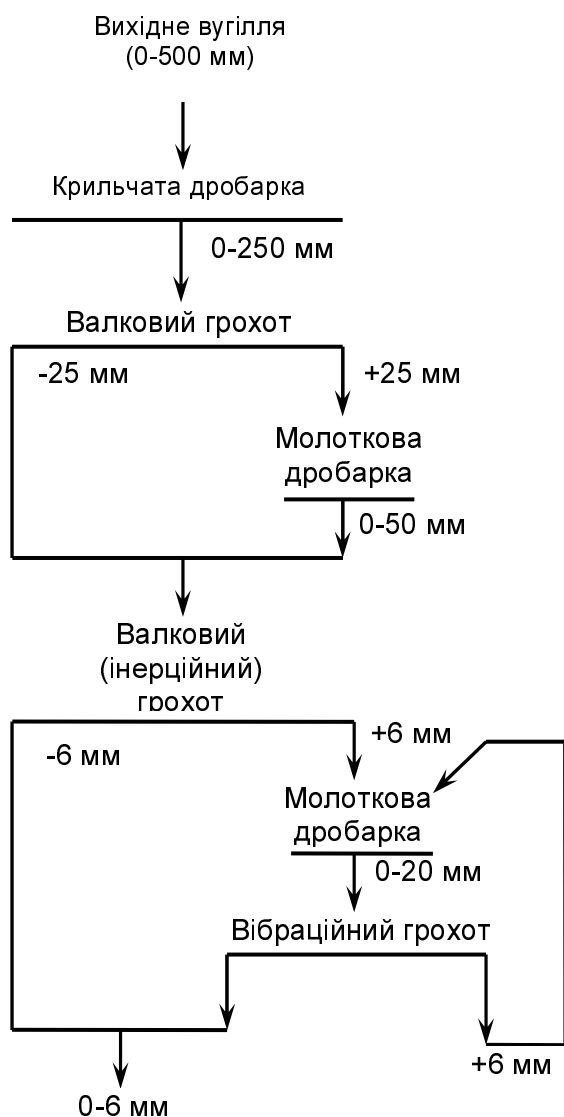 Вихідне вугілля
(0-500 мм)
Крильчата дробарка
0-250 мм
Валковий грохот
-25 мм
+25 мм
Молоткова
дробарка
0-50 мм
Валковий
(інерційний)
грохот
-6 мм
+6 мм
Молоткова
дробарка
0-20 мм
Вібраційний грохот
+6 мм
0-6 мм